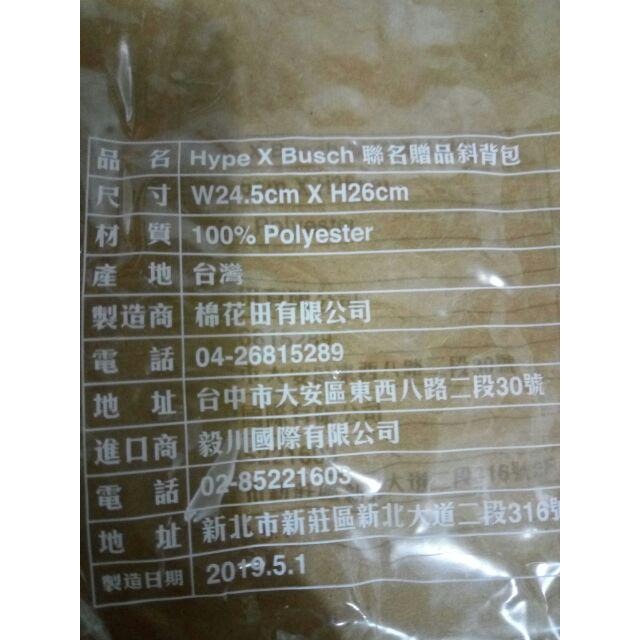 品名 Hype X Busch 聯名贈品斜背包
尺寸 W24.5cm X H26cm
材質 100% Polyester
產地 台灣
製造商 棉花田有限公司
電話 04-26815289
地址 台中市大安區東西八路二段30號
進口商 毅川國際有限公司
電話 02-85221603
地址 新北市新莊區新北大道二段316號
製造日期 2019.5.1